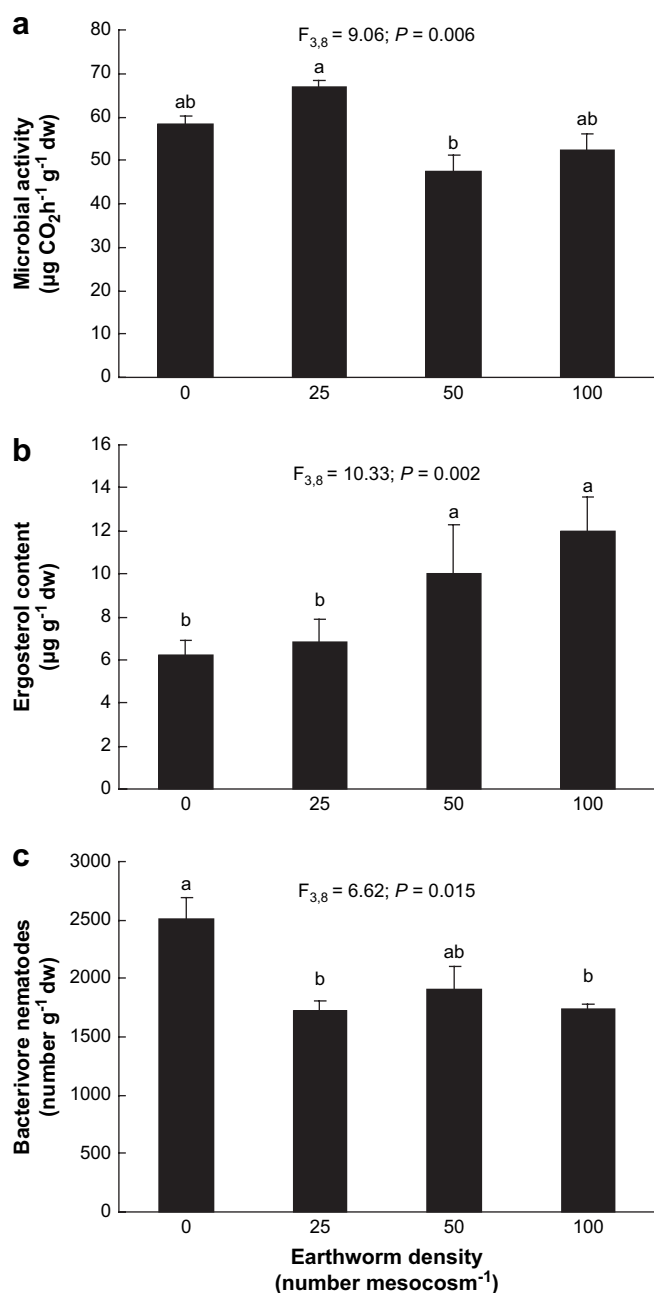 a
F3,8 = 9.06; P = 0.006
Microbial activity
(µg CO2h-1 g-1 dw)
80
70
60
50
40
30
20
10
0
ab
a
b
ab
0 25 50 100
b
F3,8 = 10.33; P = 0.002
Ergosterol content
(µg g-1 dw)
16
14
12
10
8
6
4
2
0
b
b
a
a
0 25 50 100
c
F3,8 = 6.62; P = 0.015
Bacterivore nematodes
(number g-1 dw)
3000
2500
2000
1500
1000
500
0
a
b
ab
b
0 25 50 100
Earthworm density
(number mesocosm-1)